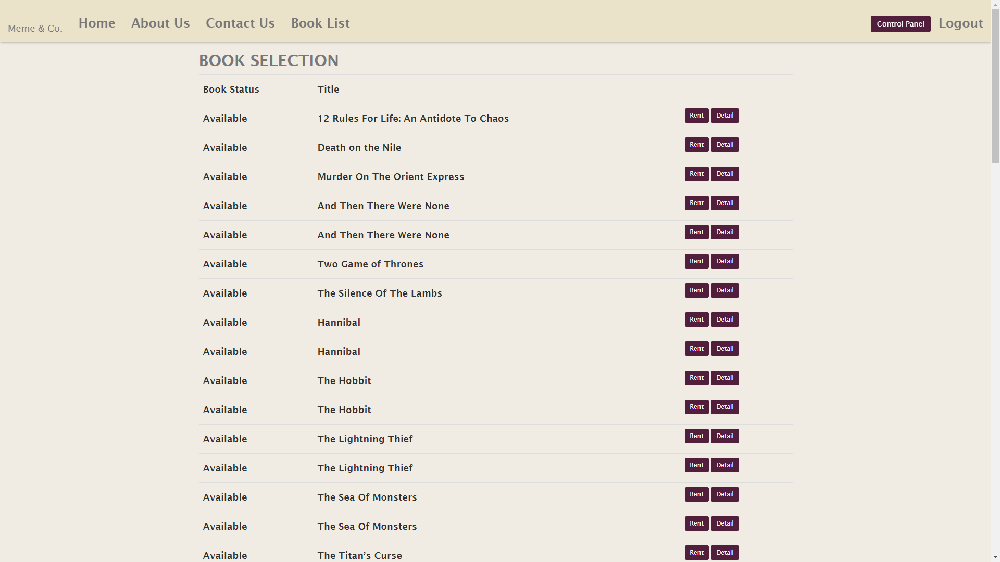 Meme & Co. Home About Us Contact Us Book List Control Panel Logout
BOOK SELECTION
Book Status Title
Available 12 Rules For Life: An Antidote To Chaos Rent Detail
Available Death on the Nile Rent Detail
Available Murder On The Orient Express Rent Detail
Available And Then There Were None Rent Detail
Available And Then There Were None Rent Detail
Available Two Game of Thrones Rent Detail
Available The Silence Of The Lambs Rent Detail
Available Hannibal Rent Detail
Available Hannibal Rent Detail
Available The Hobbit Rent Detail
Available The Hobbit Rent Detail
Available The Lightning Thief Rent Detail
Available The Lightning Thief Rent Detail
Available The Sea Of Monsters Rent Detail
Available The Sea Of Monsters Rent Detail
Available The Titan’s Curse Rent Detail